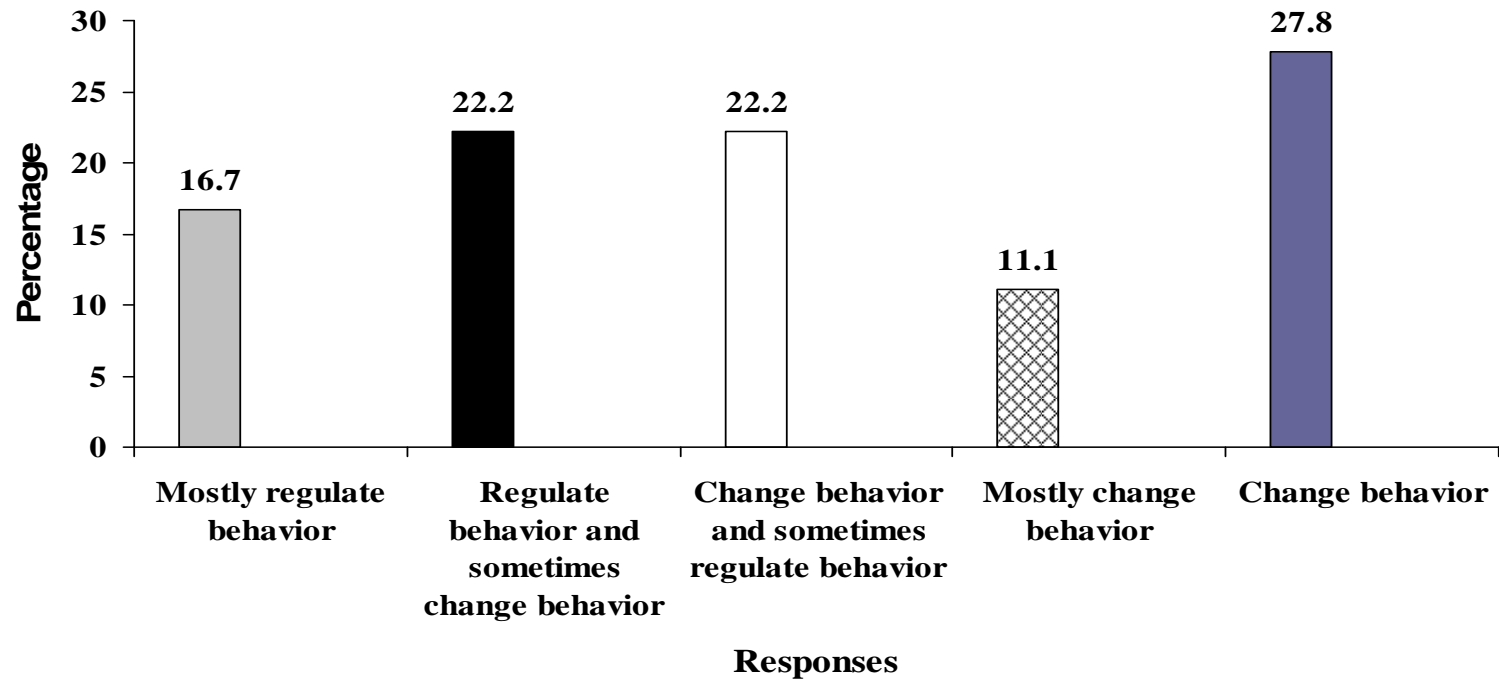 30
27.8
25
22.2
22.2
20
16.7
15
11.1
10
5
0
Percentage
Mostly regulate
behavior
Regulate
behavior and
sometimes
change behavior
Change behavior
and sometimes
regulate behavior
Mostly change
behavior
Change behavior
Responses